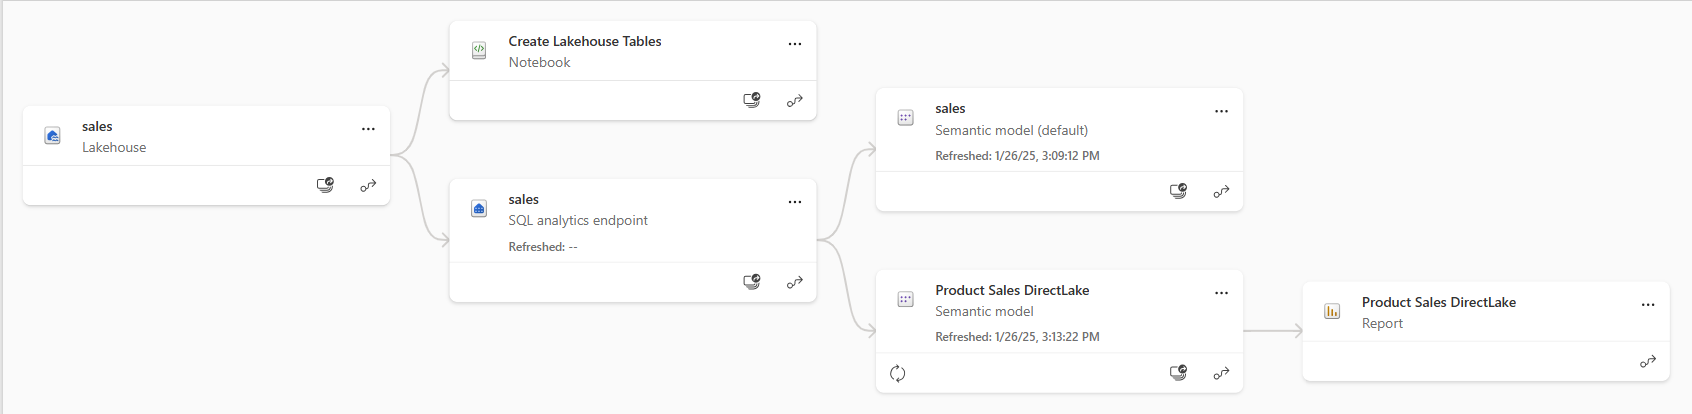 sales
Lakehouse
Create Lakehouse Tables
Notebook
sales
SQL analytics endpoint
Refreshed: --
sales
Semantic model (default)
Refreshed: 1/26/25, 3:09:12 PM
Product Sales DirectLake
Semantic model
Refreshed: 1/26/25, 3:13:22 PM
Product Sales DirectLake
Report